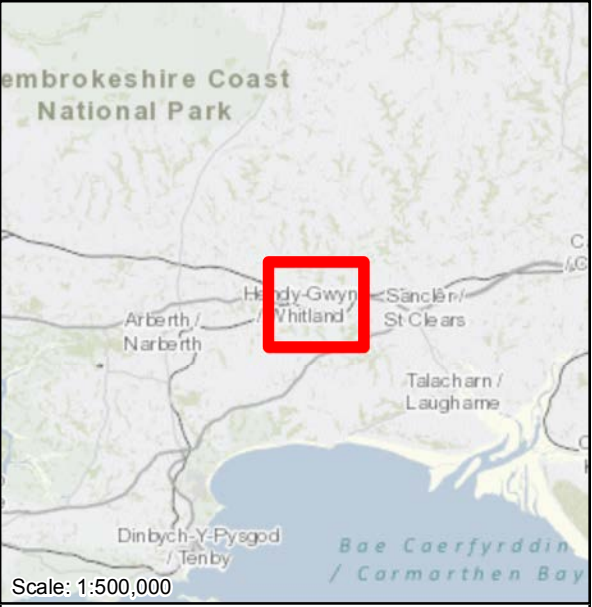 embrokeshire Coast
National Park
Hendy-Gwyn
/ Whitland
Sanclêr /
St Clears
Arberth /
Narberth
Talacharn /
Laugharne
Dinbych-Y-Pysgod
/ Tenby
Bae Caerfyrddin
/ Carmarthen Bay
Scale: 1:500,000